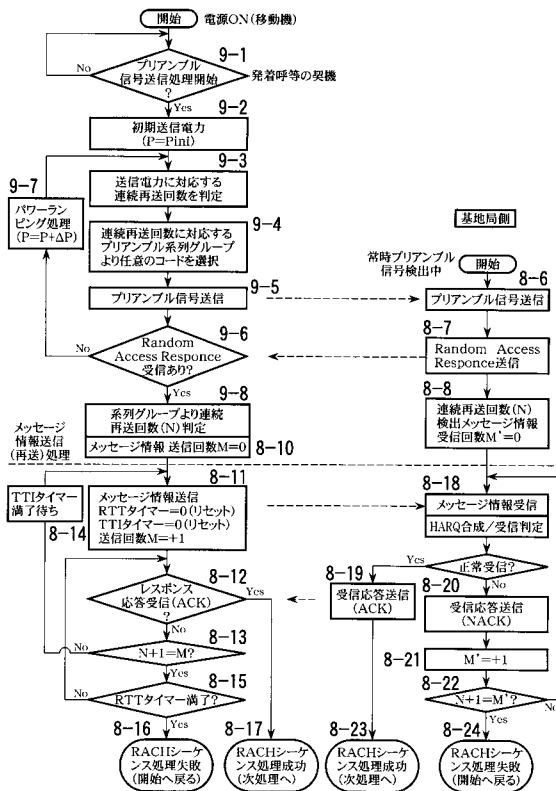 開始
電源ON(移動機)
9-1
No
プリアンブル
信号送信処理開始
?
発着呼等の契機
Yes
9-2
初期送信電力
(P=Pini)
9-3
送信電力に対応する
連続再送回数を判定
9-7
パワーラン
ピング処理
(P=P+ΔP)
9-4
連続再送回数に対応する
プリアンブル系列グループ
より任意のコードを選択
9-5
プリアンブル信号送信
9-6
No
Random
Access Responce
受信あり?
Yes
9-8
系列グループより連続
再送回数(N)判定
メッセージ情報 送信回数M=0
8-10
メッセージ
情報送信
(再送)処理
8-11
メッセージ情報送信
RTTタイマー=0(リセット)
TTIタイマー=0(リセット)
送信回数M=+1
TTIタイマー
満了待ち
8-14
8-12
レスポンス
応答受信(ACK)
?
Yes
No
8-13
No
N+1=M?
8-15
Yes
No
RTTタイマー満了?
Yes
8-16
RACHシーケ
ンス処理失敗
(開始へ戻る)
8-17
RACHシーケ
ンス処理成功
(次処理へ)
基地局側
常時プリアンブル
信号検出中
開始
8-6
プリアンブル信号送信
8-7
Random Access
Responce送信
8-8
連続再送回数(N)
検出メッセージ情報
受信回数M'=0
8-18
メッセージ情報受信
HARQ合成/受信判定
Yes
正常受信?
No
8-19
受信応答送信
(ACK)
8-20
受信応答送信
(NACK)
8-21
M'=+1
8-22
N+1=M'?
No
Yes
8-23
RACHシーケ
ンス処理成功
(次処理へ)
8-24
RACHシーケ
ンス処理失敗
(開始へ戻る)